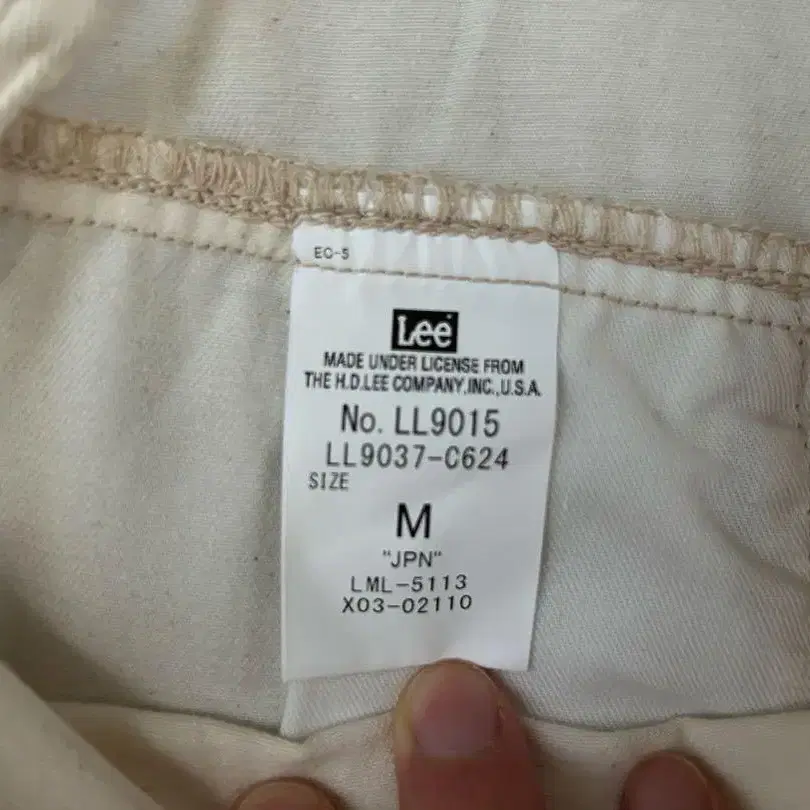 EO-5
Lee
MADE UNDER LICENSE FROM
THE H.D.LEE COMPANY,INC.,U.S.A.
No. LL9015
LL9037-C624
SIZE
M
"JPN"
LML-5113
X03-02110